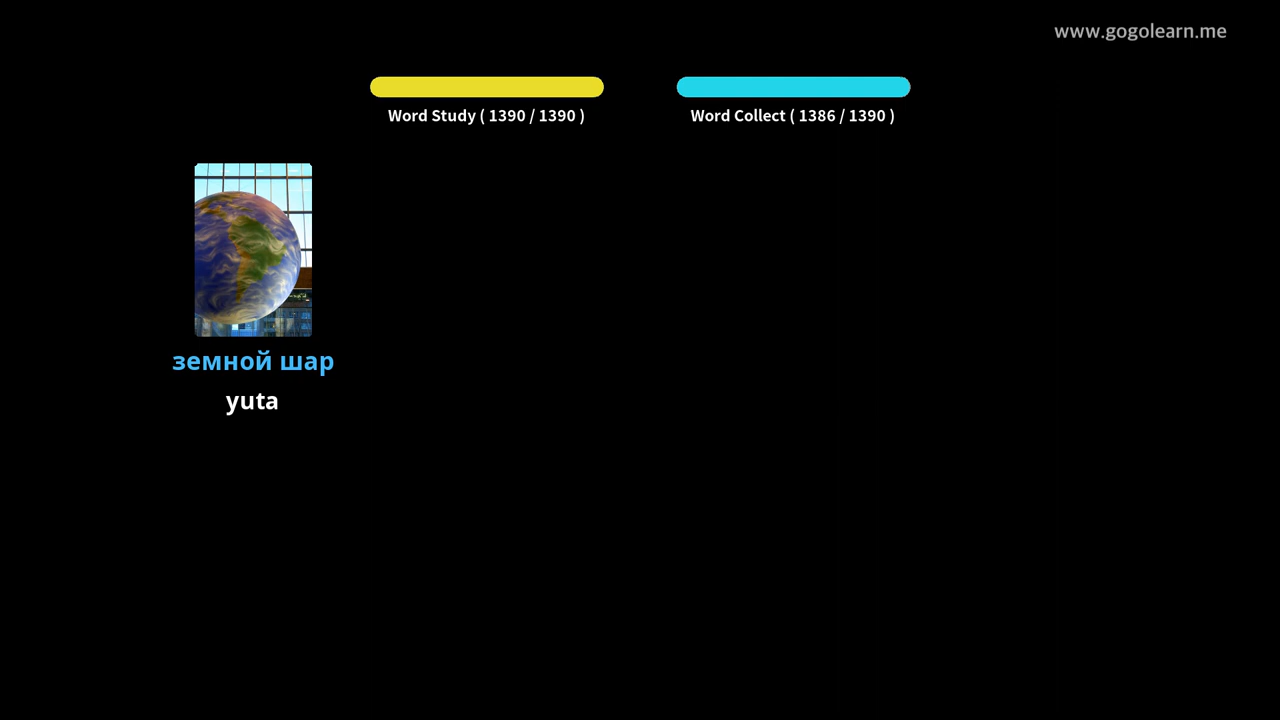 www.gogolearn.me
Word Study ( 1390 / 1390 )
Word Collect ( 1386 / 1390 )
земной шар
yuta